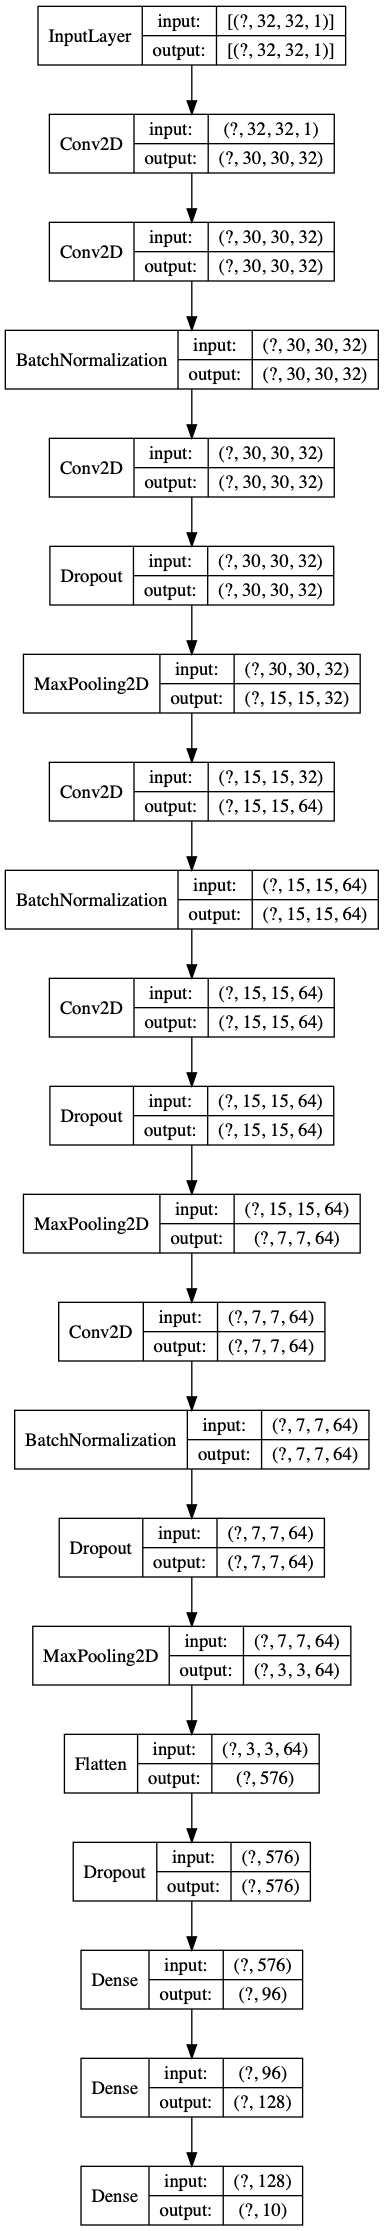 InputLayer input: [(?, 32, 32, 1)]
output: [(?, 32, 32, 1)]
Conv2D input: (?, 32, 32, 1)
output: (?, 30, 30, 32)
Conv2D input: (?, 30, 30, 32)
output: (?, 30, 30, 32)
BatchNormalization input: (?, 30, 30, 32)
output: (?, 30, 30, 32)
Conv2D input: (?, 30, 30, 32)
output: (?, 30, 30, 32)
Dropout input: (?, 30, 30, 32)
output: (?, 30, 30, 32)
MaxPooling2D input: (?, 30, 30, 32)
output: (?, 15, 15, 32)
Conv2D input: (?, 15, 15, 32)
output: (?, 15, 15, 64)
BatchNormalization input: (?, 15, 15, 64)
output: (?, 15, 15, 64)
Conv2D input: (?, 15, 15, 64)
output: (?, 15, 15, 64)
Dropout input: (?, 15, 15, 64)
output: (?, 15, 15, 64)
MaxPooling2D input: (?, 15, 15, 64)
output: (?, 7, 7, 64)
Conv2D input: (?, 7, 7, 64)
output: (?, 7, 7, 64)
BatchNormalization input: (?, 7, 7, 64)
output: (?, 7, 7, 64)
Dropout input: (?, 7, 7, 64)
output: (?, 7, 7, 64)
MaxPooling2D input: (?, 7, 7, 64)
output: (?, 3, 3, 64)
Flatten input: (?, 3, 3, 64)
output: (?, 576)
Dropout input: (?, 576)
output: (?, 576)
Dense input: (?, 576)
output: (?, 96)
Dense input: (?, 96)
output: (?, 128)
Dense input: (?, 128)
output: (?, 10)